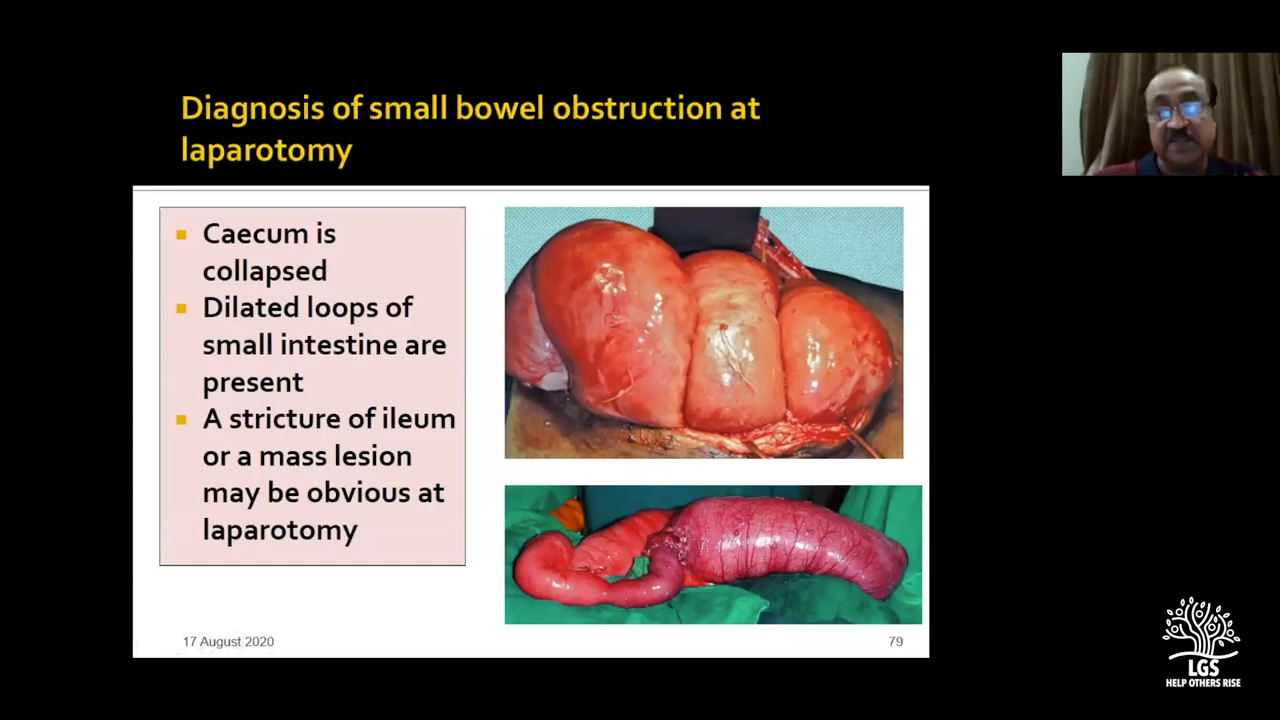 Diagnosis of small bowel obstruction at
laparotomy
Caecum is
collapsed
Dilated loops of
small intestine are
present
A stricture of ileum
or a mass lesion
may be obvious at
laparotomy
17 August 2020
79
LGS
HELP OTHERS RISE